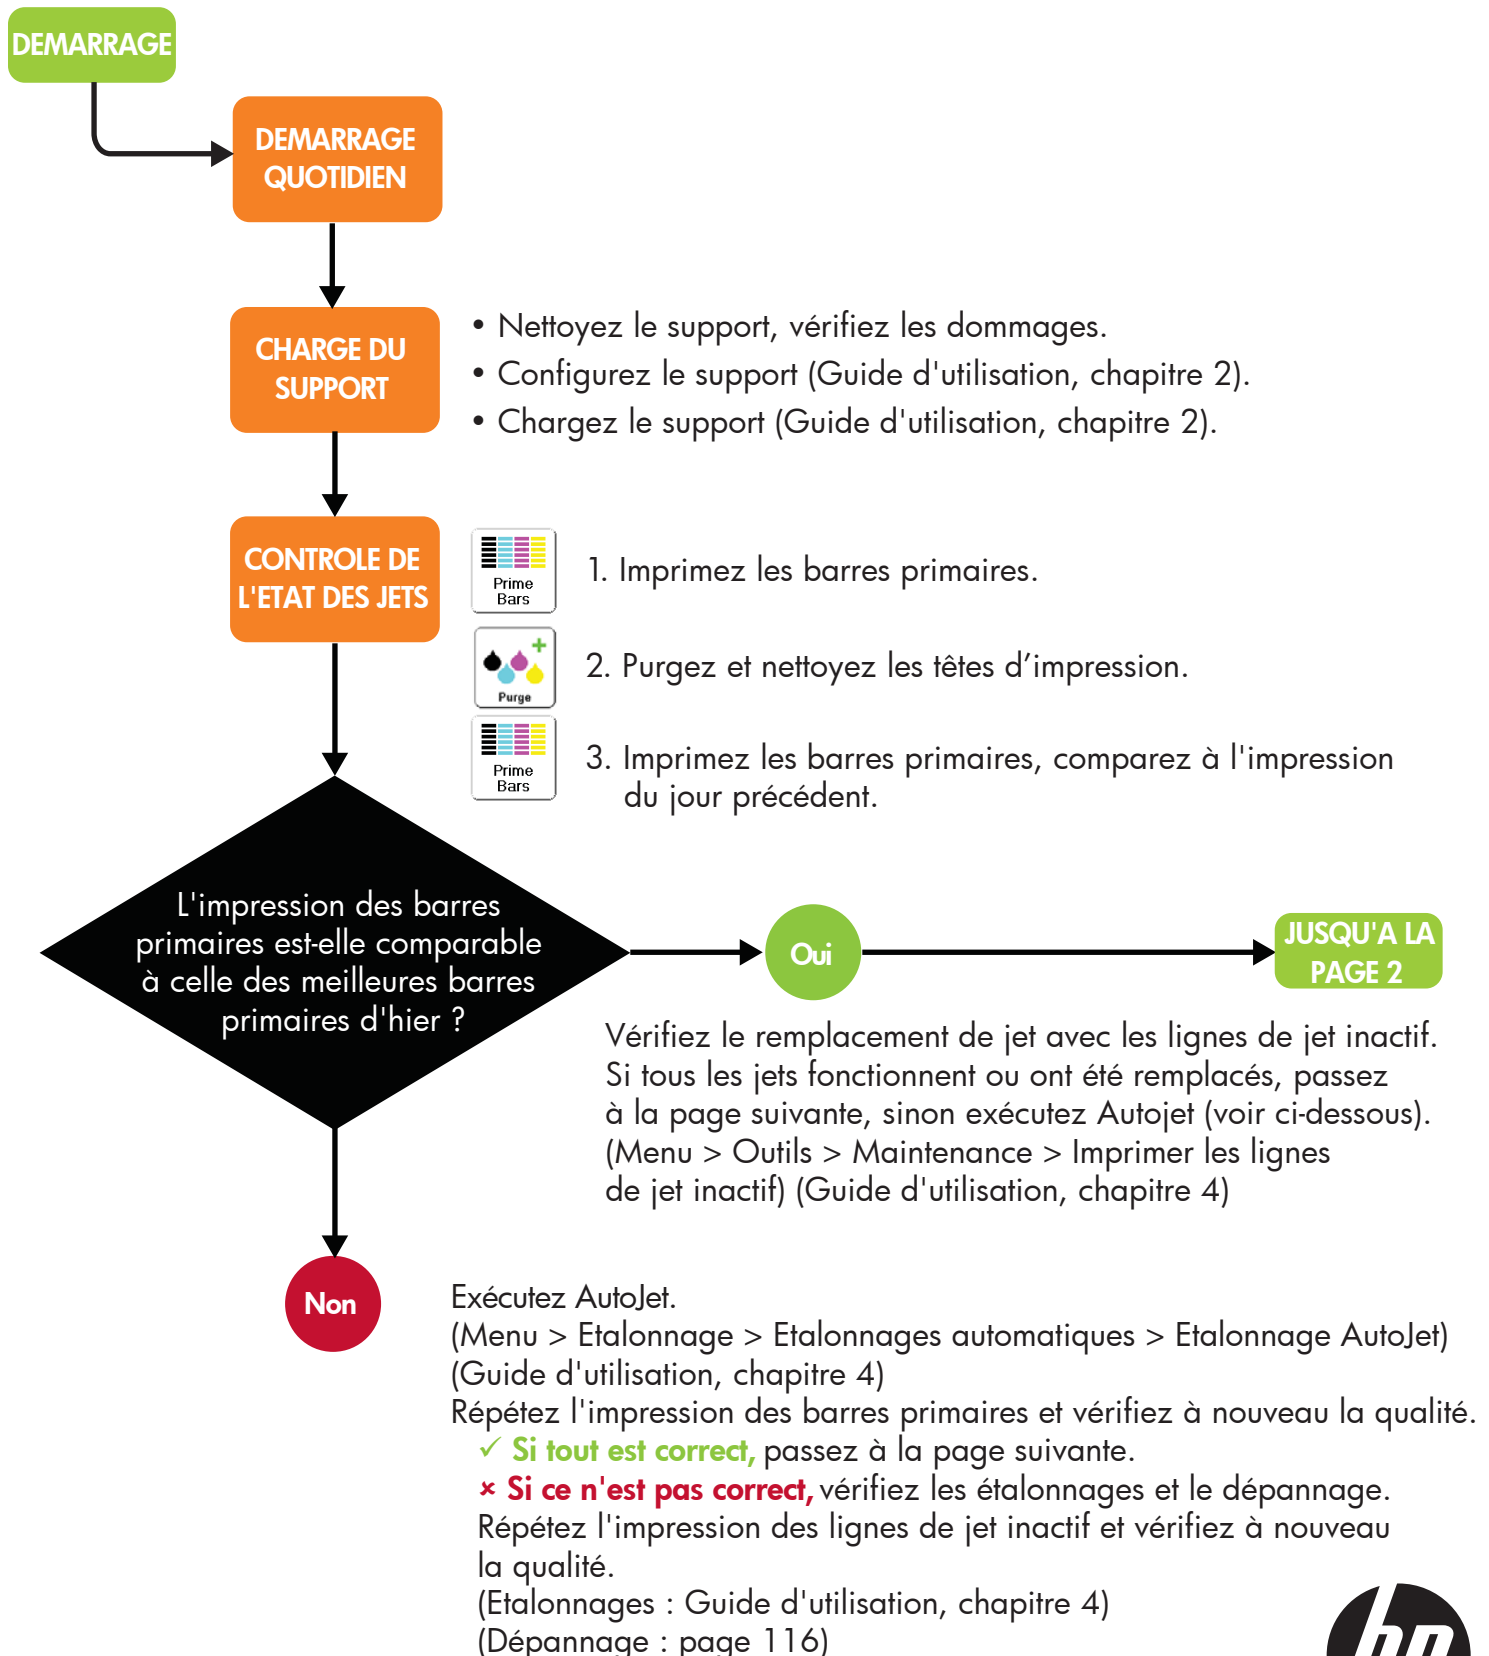 DEMARRAGE
DEMARRAGE
QUOTIDIEN
CHARGE DU
SUPPORT
• Nettoyez le support, vérifiez les dommages.
• Configurez le support (Guide d'utilisation, chapitre 2).
• Chargez le support (Guide d'utilisation, chapitre 2).
CONTROLE DE
L'ETAT DES JETS
Prime
Bars
1. Imprimez les barres primaires.
Purge
2. Purgez et nettoyez les têtes d’impression.
Prime
Bars
3. Imprimez les barres primaires, comparez à l'impression
du jour précédent.
L'impression des barres
primaires est-elle comparable
à celle des meilleures barres
primaires d'hier ?
Oui
JUSQU'A LA
PAGE 2
Vérifiez le remplacement de jet avec les lignes de jet inactif.
Si tous les jets fonctionnent ou ont été remplacés, passez
à la page suivante, sinon exécutez Autojet (voir ci-dessous).
(Menu > Outils > Maintenance > Imprimer les lignes
de jet inactif) (Guide d'utilisation, chapitre 4)
Non
Exécutez AutoJet.
(Menu > Etalonnage > Etalonnages automatiques > Etalonnage AutoJet)
(Guide d'utilisation, chapitre 4)
Répétez l'impression des barres primaires et vérifiez à nouveau la qualité.
✓ Si tout est correct, passez à la page suivante.
× Si ce n'est pas correct, vérifiez les étalonnages et le dépannage.
Répétez l'impression des lignes de jet inactif et vérifiez à nouveau
la qualité.
(Etalonnages : Guide d'utilisation, chapitre 4)
(Dépannage : page 116)
hp